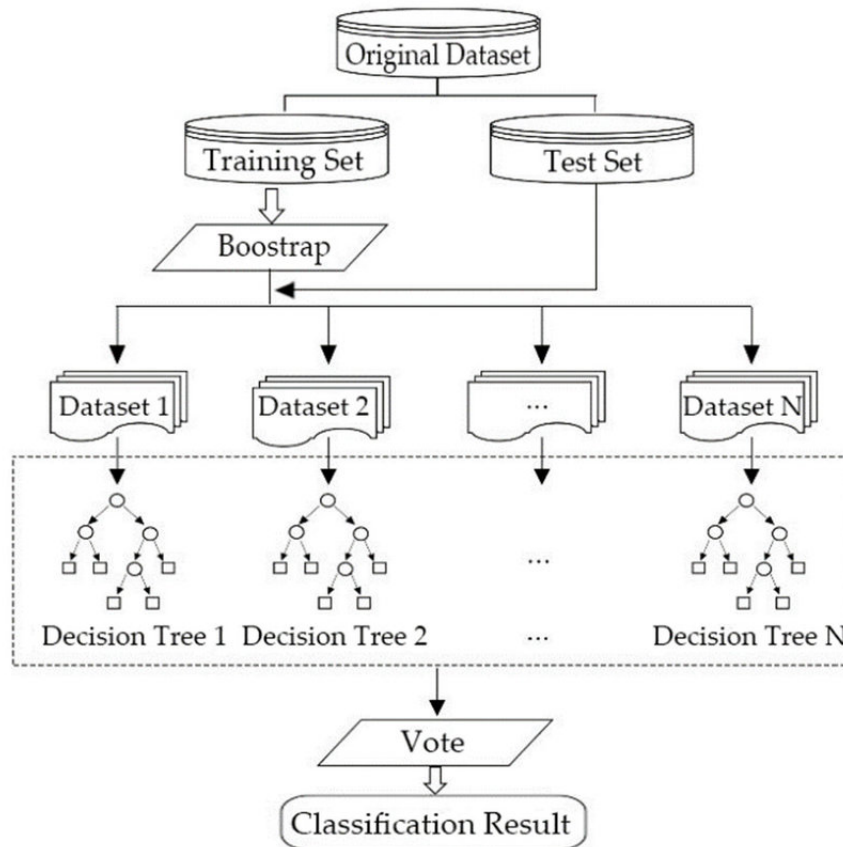 Original Dataset
Training Set
Test Set
Boostrap
Dataset 1
Dataset 2
...
Dataset N
...
Decision Tree 1
Decision Tree 2
...
Decision Tree N
Vote
Classification Result